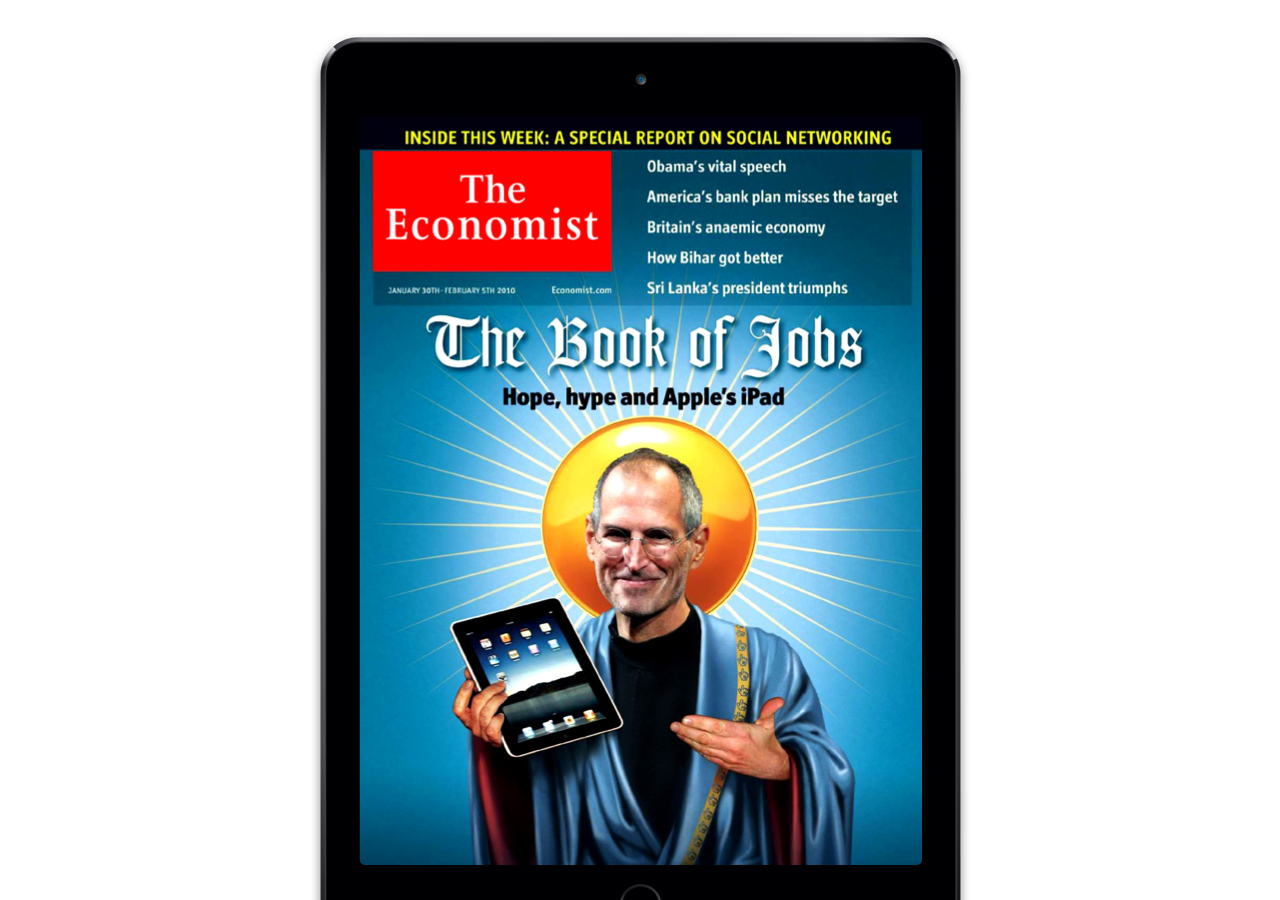 INSIDE THIS WEEK: A SPECIAL REPORT ON SOCIAL NETWORKING
The
Economist
Obama's vital speech
America's bank plan misses the target
Britain's anaemic economy
How Bihar got better
Sri Lanka's president triumphs
JANUARY 30TH - FEBRUARY 5TH 2010
Economist.com
The Book of Jobs
Hope, hype and Apple's iPad